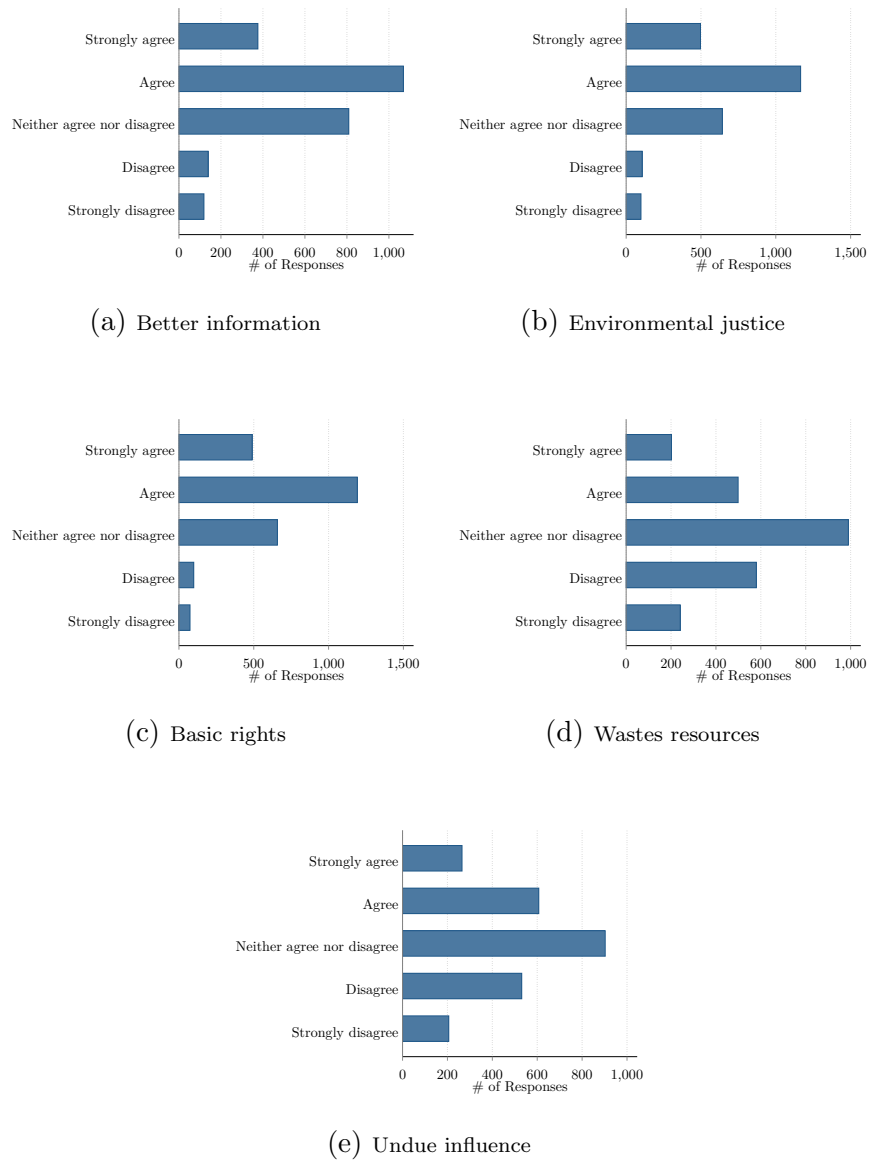 Strongly agree
Agree
Neither agree nor disagree
Disagree
Strongly disagree
0 200 400 600 800 1,000
# of Responses
(a) Better information
Strongly agree
Agree
Neither agree nor disagree
Disagree
Strongly disagree
0 500 1,000 1,500
# of Responses
(b) Environmental justice
Strongly agree
Agree
Neither agree nor disagree
Disagree
Strongly disagree
0 500 1,000 1,500
# of Responses
(c) Basic rights
Strongly agree
Agree
Neither agree nor disagree
Disagree
Strongly disagree
0 200 400 600 800 1,000
# of Responses
(d) Wastes resources
Strongly agree
Agree
Neither agree nor disagree
Disagree
Strongly disagree
0 200 400 600 800 1,000
# of Responses
(e) Undue influence